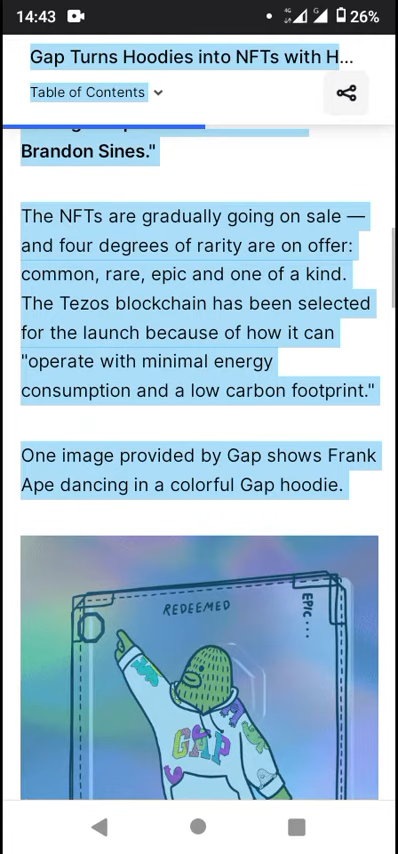 14:43
4G G 26%
Gap Turns Hoodies into NFTs with H...
Table of Contents
Brandon Sines."
The NFTs are gradually going on sale —
and four degrees of rarity are on offer:
common, rare, epic and one of a kind.
The Tezos blockchain has been selected
for the launch because of how it can
"operate with minimal energy
consumption and a low carbon footprint."
One image provided by Gap shows Frank
Ape dancing in a colorful Gap hoodie.
REDEEMED
EPIC...
GAP